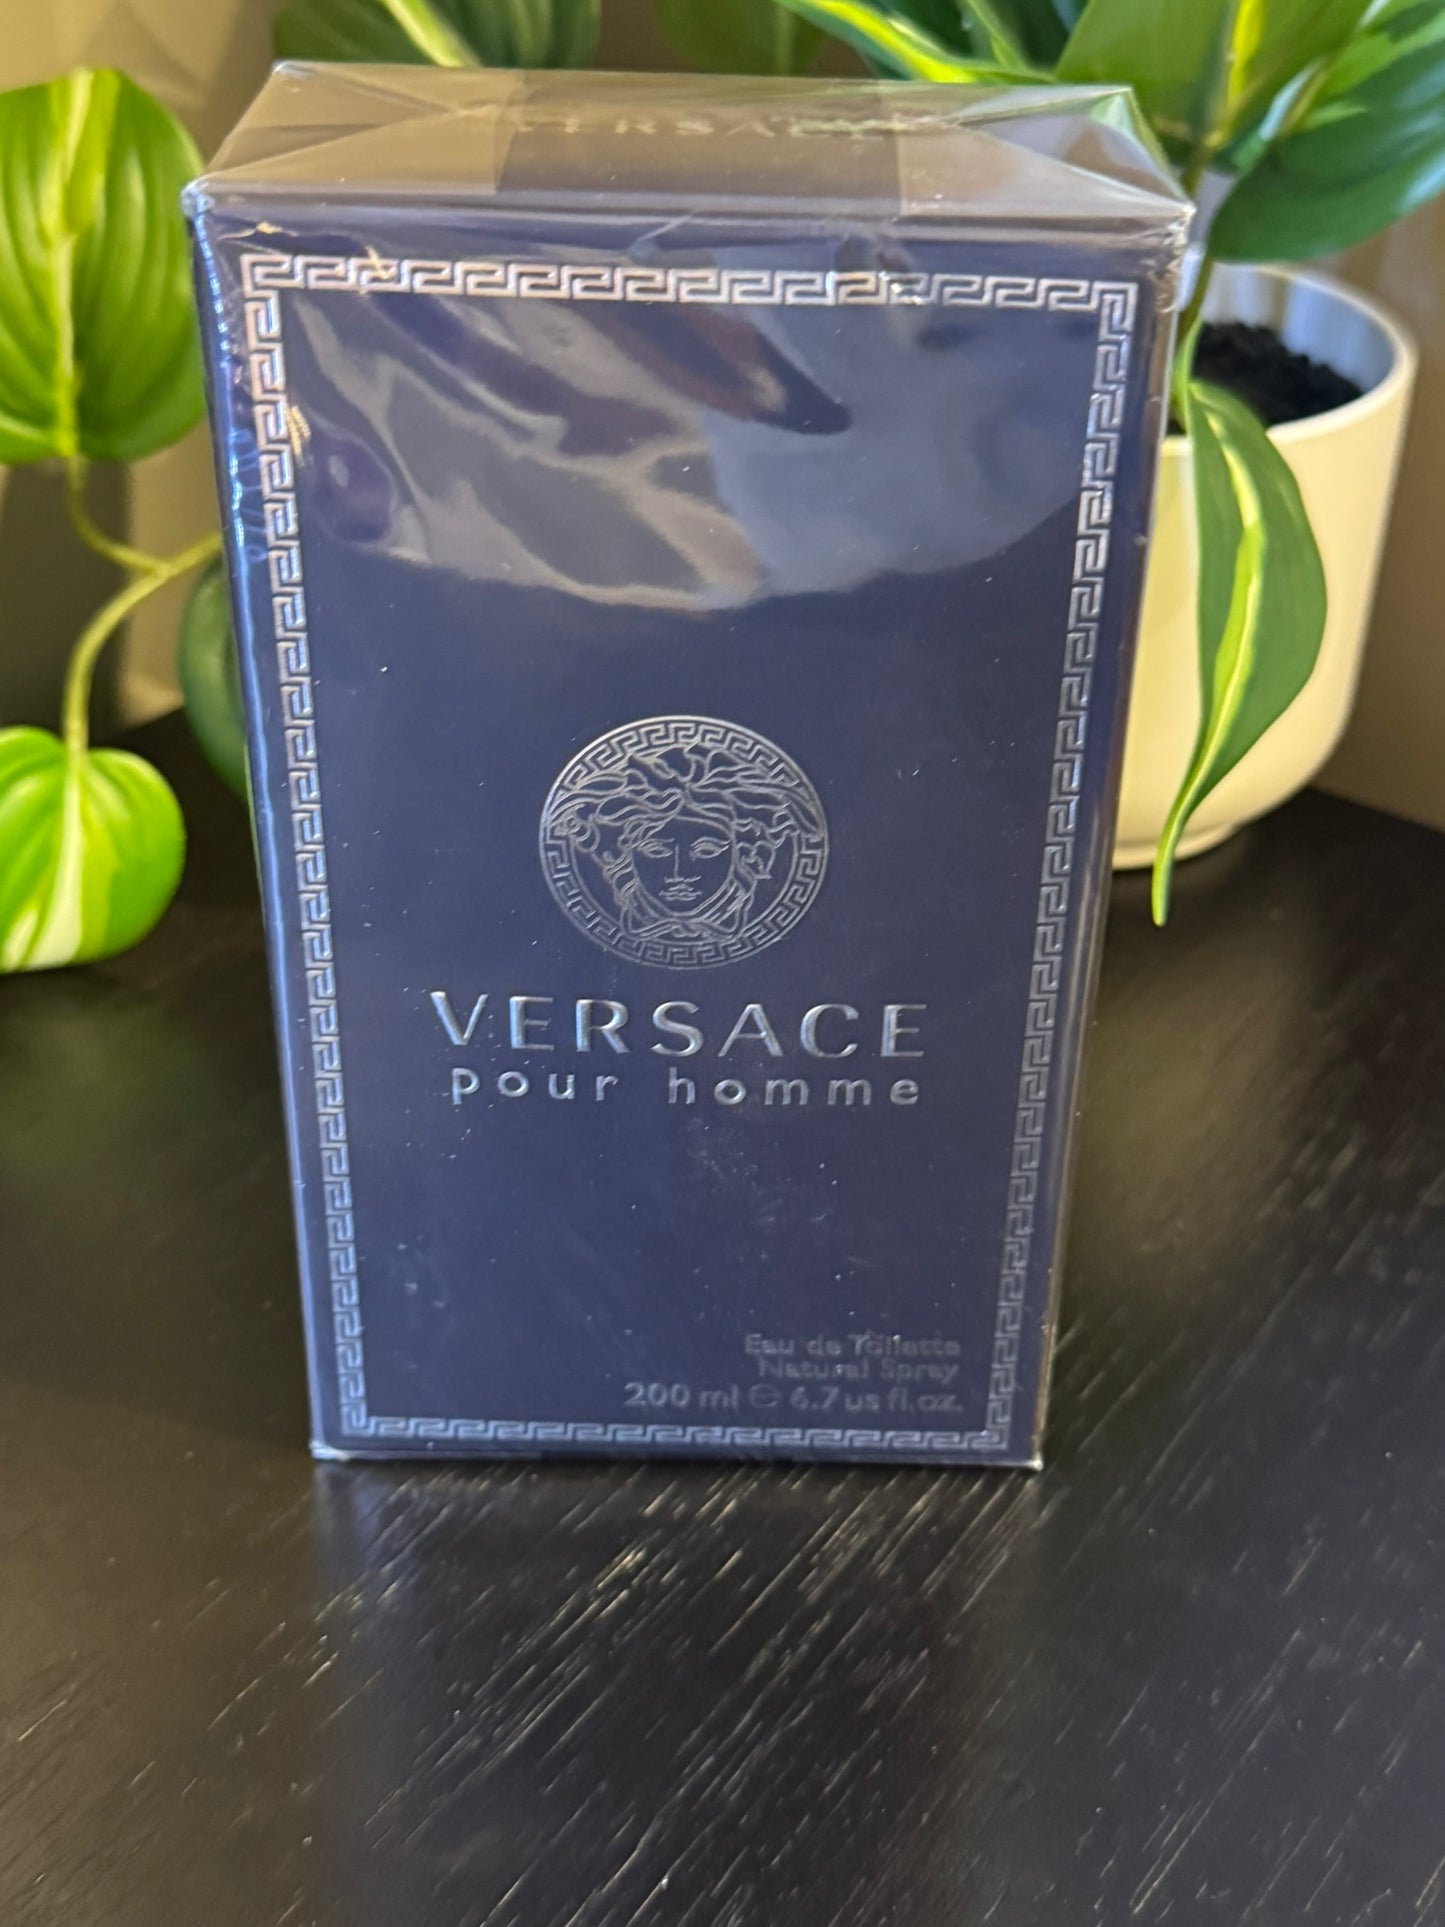 VERSACE
VERSACE
pour homme
Eau de Toilette
Natural Spray
200 ml ℮ 6.7 us fl. oz.